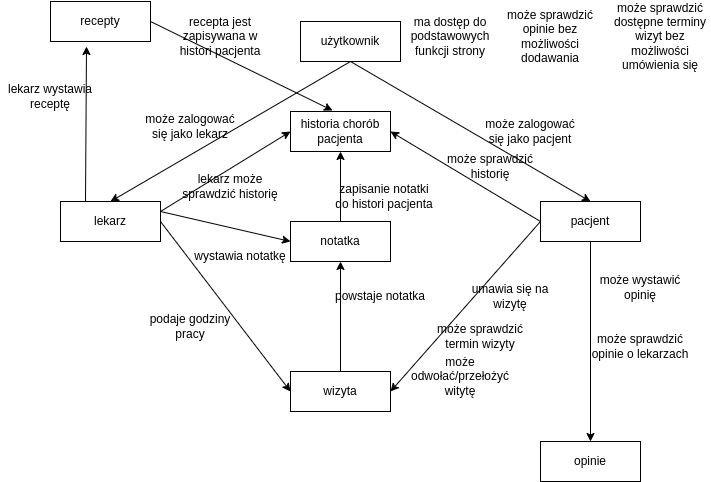 recepty
recepta jest
zapisywana w
histori pacjenta
użytkownik
ma dostęp do
podstawowych
funkcji strony
może sprawdzić
opinie bez
możliwości
dodawania
może sprawdzić
dostępne terminy
wizyt bez
możliwości
umówienia się
lekarz wystawia
receptę
może zalogować
się jako lekarz
historia chorób
pacjenta
może zalogować
się jako pacjent
może sprawdzić
historię
lekarz może
sprawdzić historię
zapisanie notatki
do histori pacjenta
lekarz
notatka
pacjent
wystawia notatkę
powstaje notatka
umawia się na
wizytę
może wystawić
opinię
podaje godziny
pracy
może sprawdzić
termin wizyty
może sprawdzić
opinie o lekarzach
może
odwołać/przełożyć
witytę
wizyta
opinie